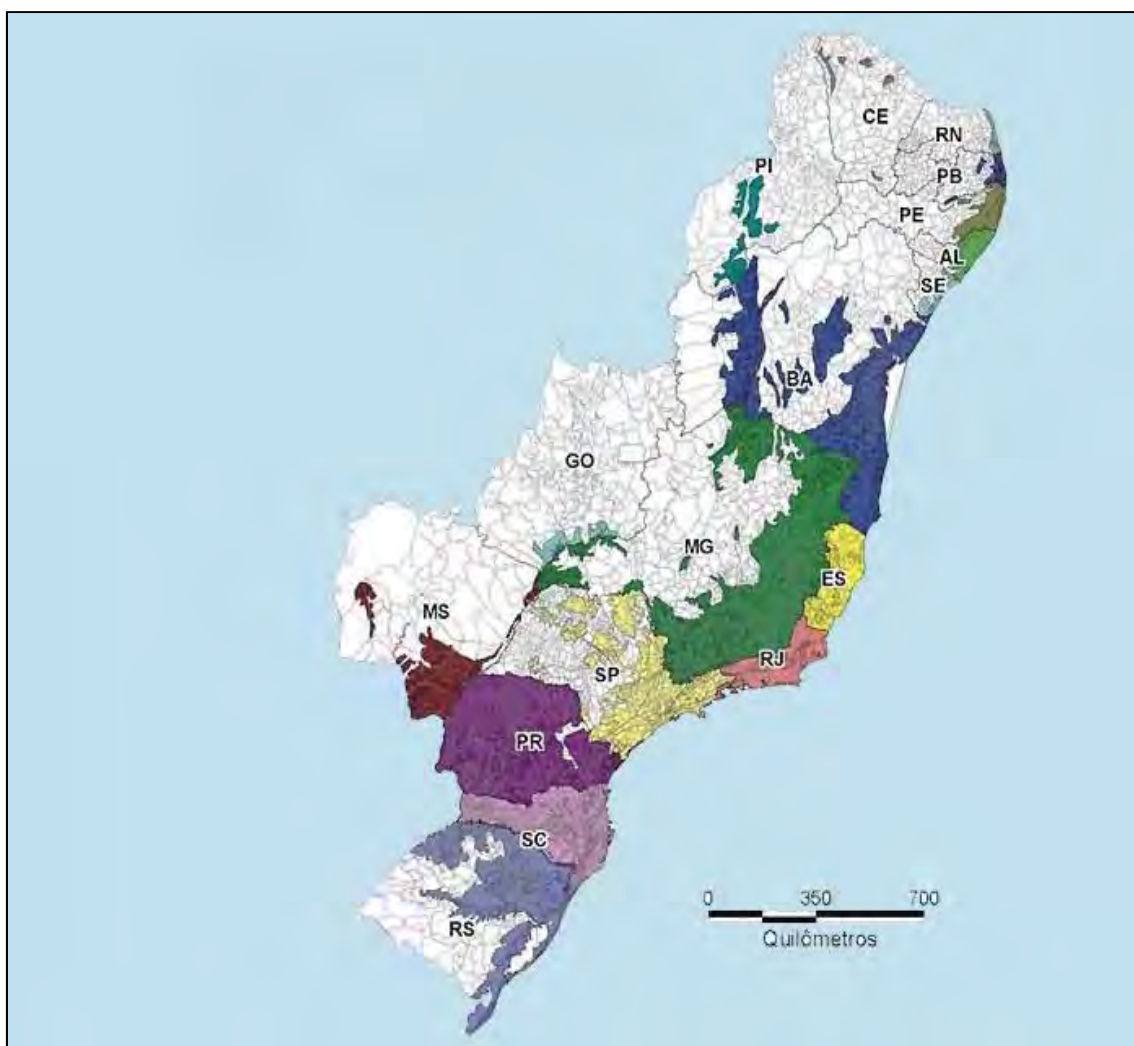 CE
RN
PI
PB
PE
AL
SE
BA
GO
MG
ES
MS
RJ
SP
PR
SC
RS
0 350 700
Quilômetros